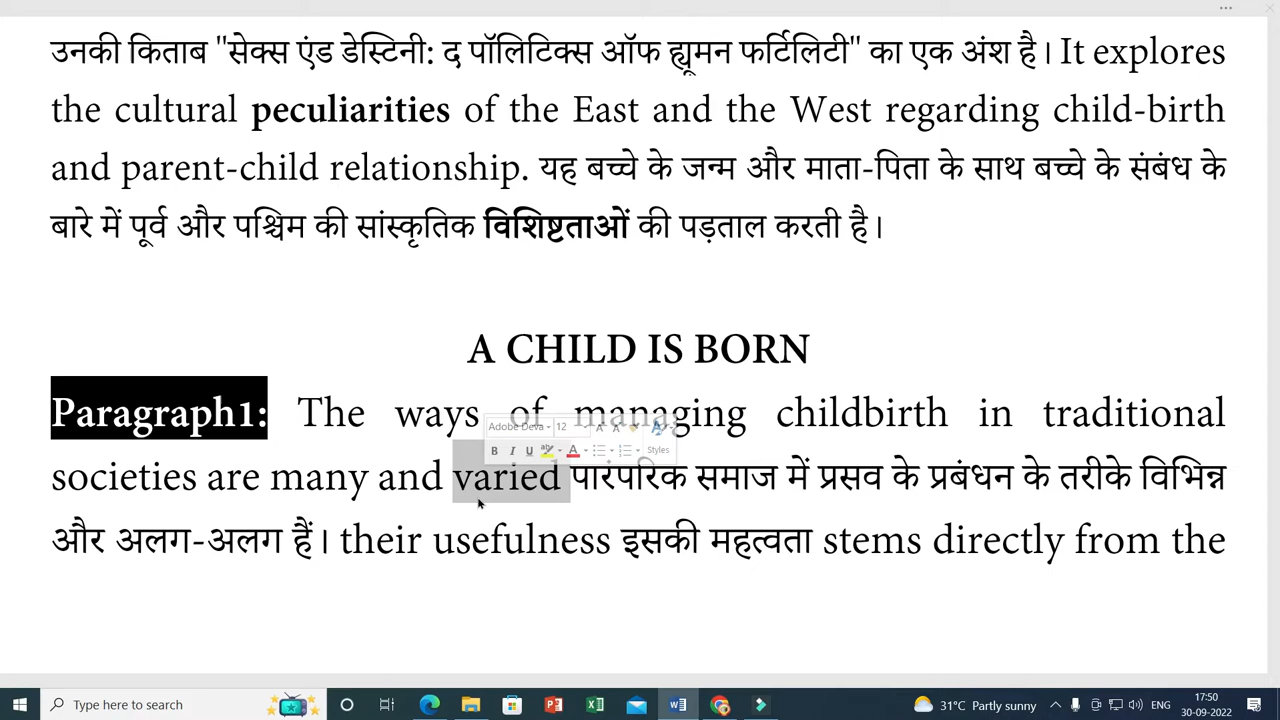 उनकी किताब "सेक्स एंड डेस्टिनी: द पॉलिटिक्स ऑफ ह्यूमन फर्टिलिटी" का एक अंश है। It explores
the cultural peculiarities of the East and the West regarding child-birth
and parent-child relationship. यह बच्चे के जन्म और माता-पिता के साथ बच्चे के संबंध के
बारे में पूर्व और पश्चिम की सांस्कृतिक विशिष्टताओं की पड़ताल करती है।
A CHILD IS BORN
Paragraph1: The ways of managing childbirth in traditional
Adobe Deva 12
B I U A Styles
societies are many and varied पारंपरिक समाज में प्रसव के प्रबंधन के तरीके विभिन्न
और अलग-अलग हैं। their usefulness इसकी महत्वता stems directly from the
Type here to search
31°C Partly sunny
ENG
17:50
30-09-2022